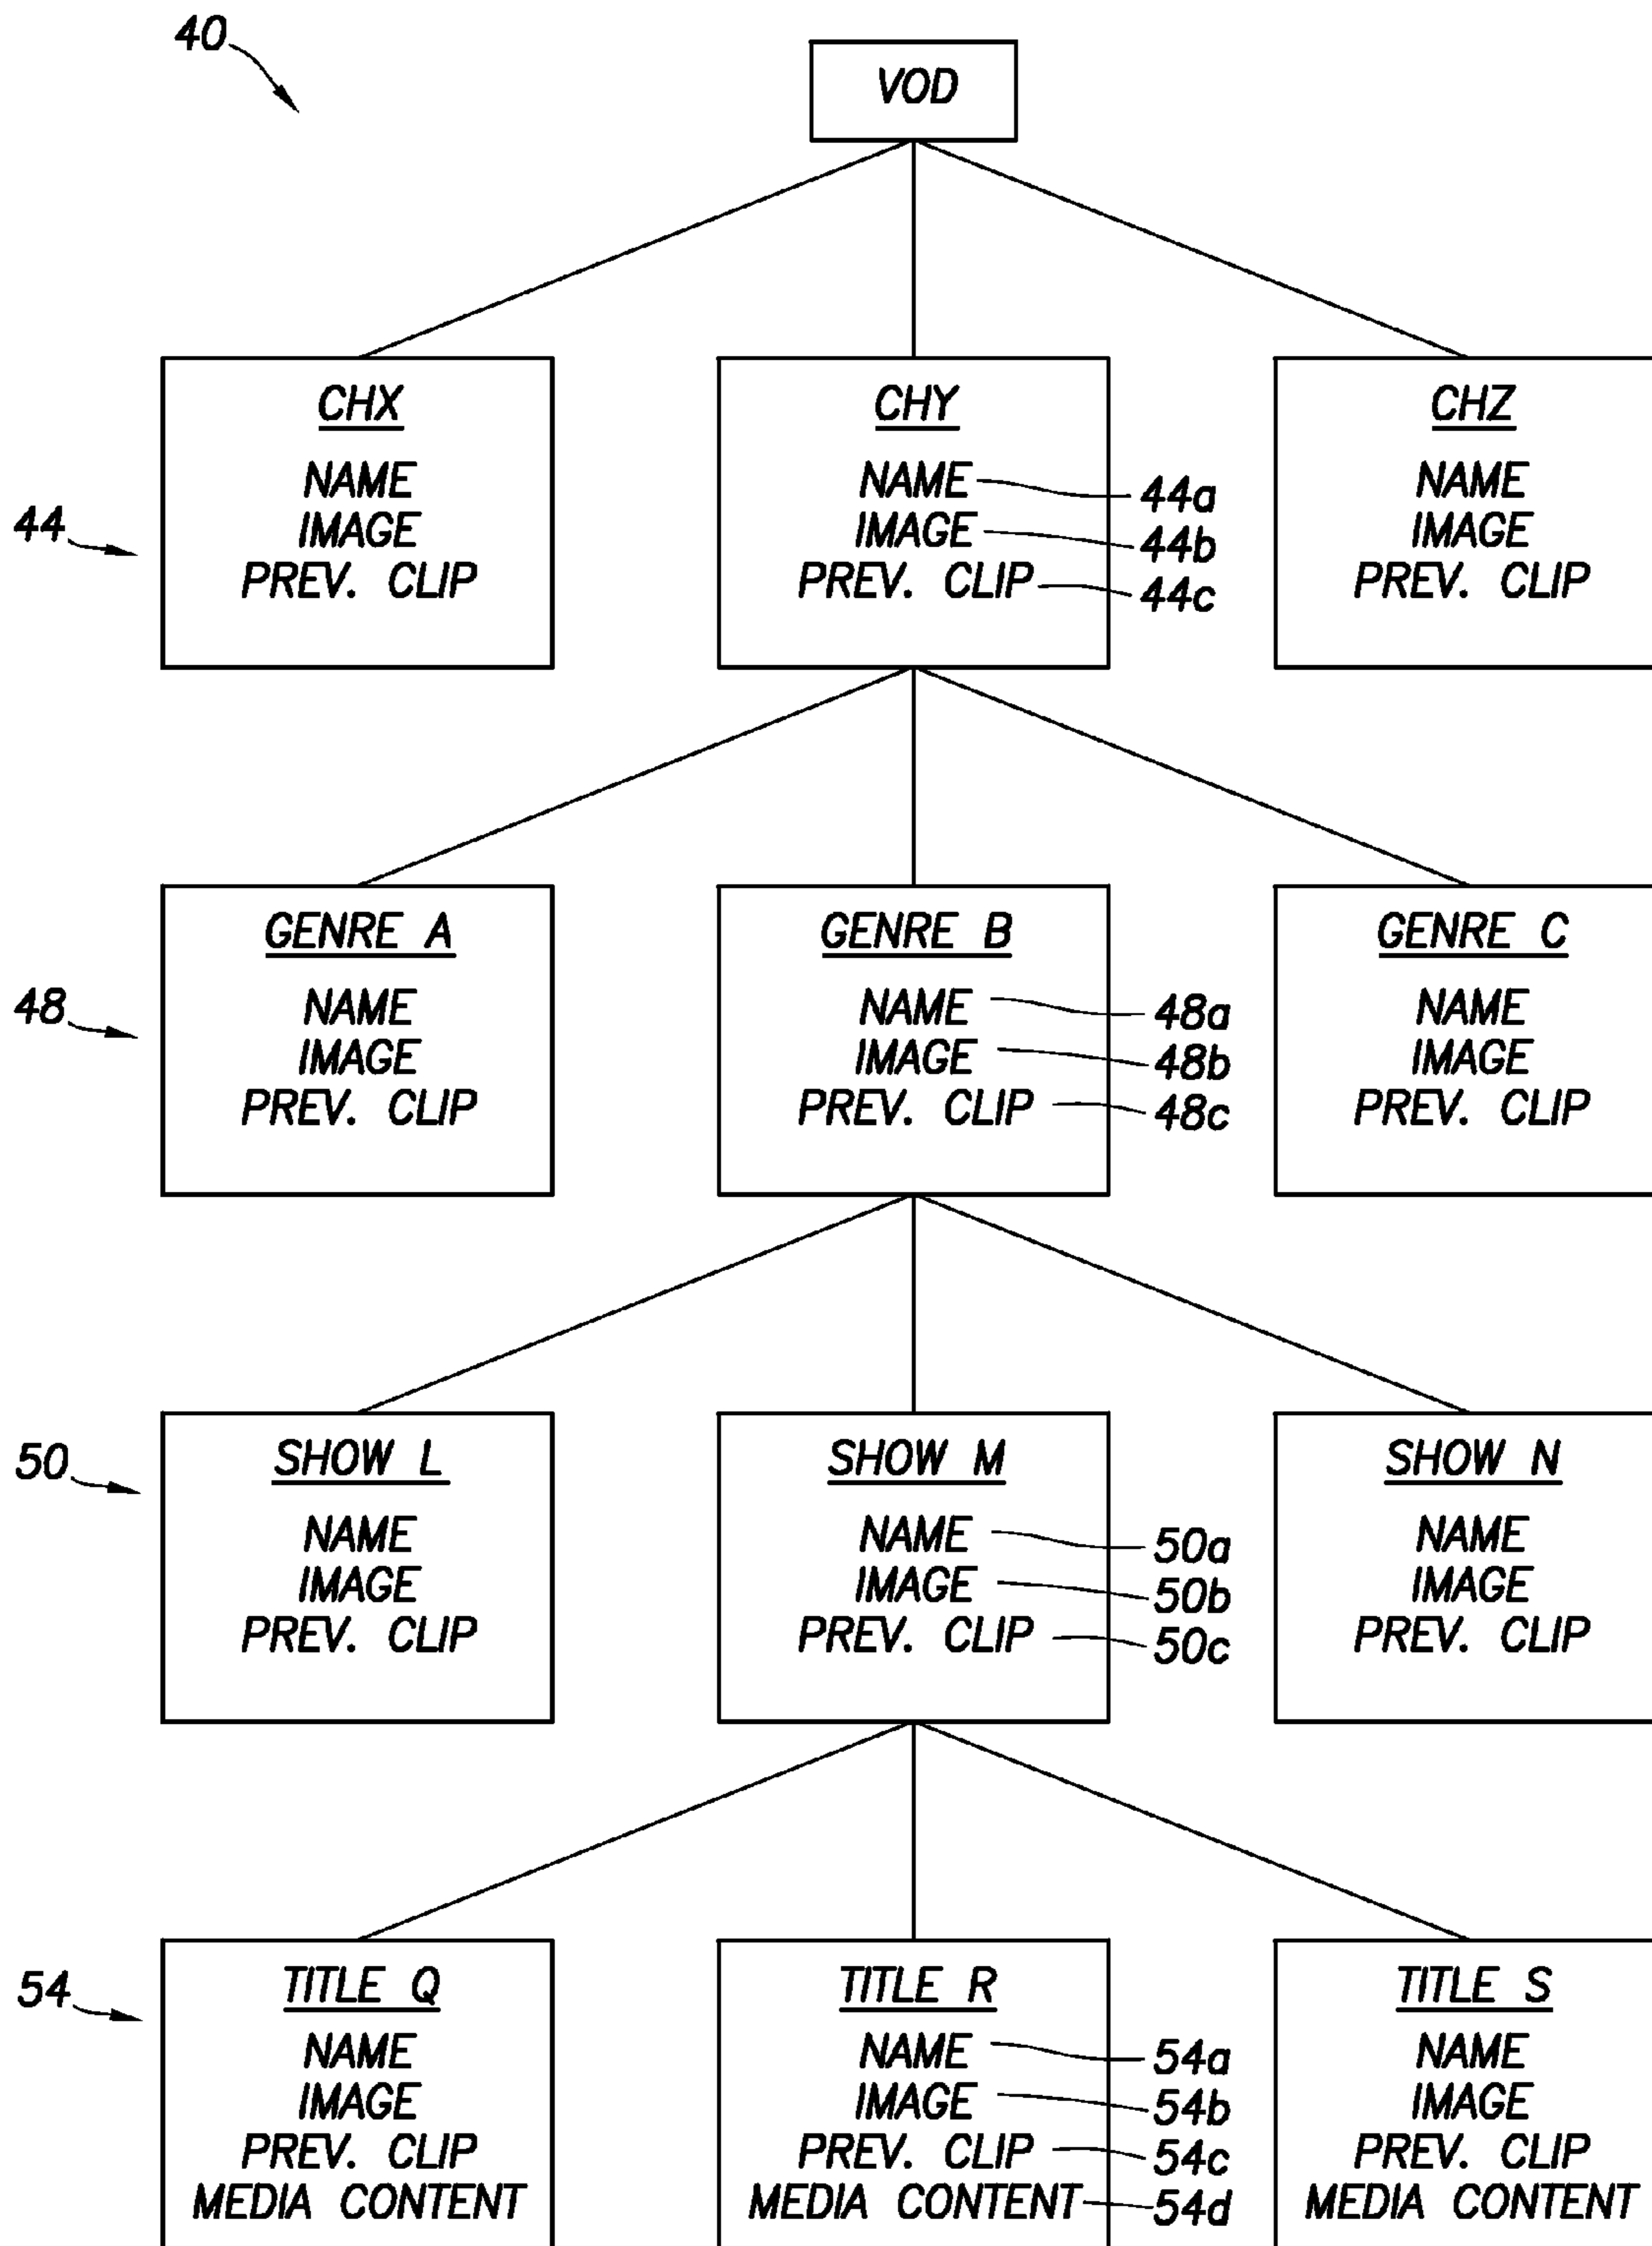 40
VOD
44
CHX
NAME
IMAGE
PREV. CLIP
CHY
NAME 44a
IMAGE 44b
PREV. CLIP 44c
CHZ
NAME
IMAGE
PREV. CLIP
48
GENRE A
NAME
IMAGE
PREV. CLIP
GENRE B
NAME 48a
IMAGE 48b
PREV. CLIP 48c
GENRE C
NAME
IMAGE
PREV. CLIP
50
SHOW L
NAME
IMAGE
PREV. CLIP
SHOW M
NAME 50a
IMAGE 50b
PREV. CLIP 50c
SHOW N
NAME
IMAGE
PREV. CLIP
54
TITLE Q
NAME
IMAGE
PREV. CLIP
MEDIA CONTENT
TITLE R
NAME 54a
IMAGE 54b
PREV. CLIP 54c
MEDIA CONTENT 54d
TITLE S
NAME
IMAGE
PREV. CLIP
MEDIA CONTENT